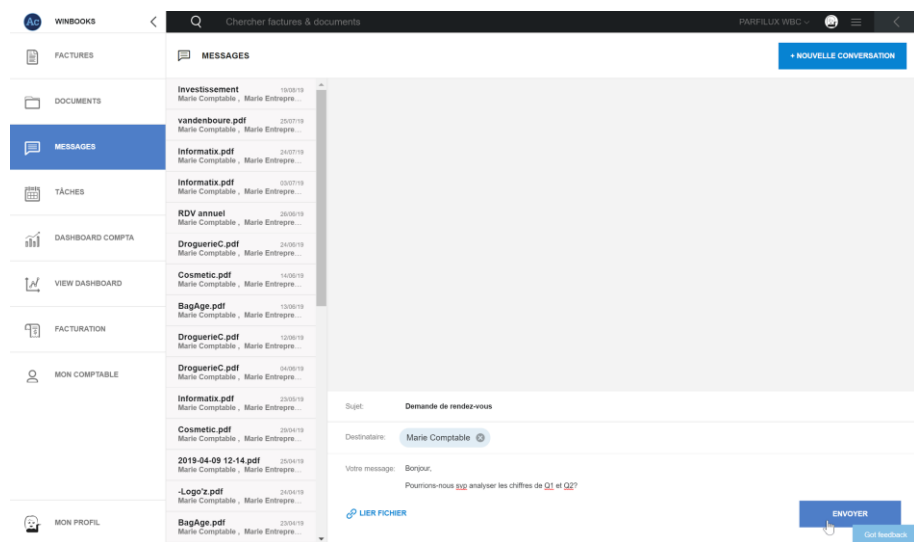 Ac WINBOOKS
Chercher factures & documents
PARFILUX WBC
FACTURES
DOCUMENTS
MESSAGES
TÂCHES
DASHBOARD COMPTA
VIEW DASHBOARD
FACTURATION
MON COMPTABLE
MON PROFIL
MESSAGES
+ NOUVELLE CONVERSATION
Investissement 19/08/19
Marie Comptable , Marie Entrepre...
vandenboure.pdf 25/07/19
Marie Comptable , Marie Entrepre...
Informatix.pdf 24/07/19
Marie Comptable , Marie Entrepre...
Informatix.pdf 03/07/19
Marie Comptable , Marie Entrepre...
RDV annuel 26/06/19
Marie Comptable , Marie Entrepre...
DroguerieC.pdf 24/06/19
Marie Comptable , Marie Entrepre...
Cosmetic.pdf 14/06/19
Marie Comptable , Marie Entrepre...
BagAge.pdf 13/06/19
Marie Comptable , Marie Entrepre...
DroguerieC.pdf 12/06/19
Marie Comptable , Marie Entrepre...
DroguerieC.pdf 04/06/19
Marie Comptable , Marie Entrepre...
Informatix.pdf 23/05/19
Marie Comptable , Marie Entrepre...
Cosmetic.pdf 29/04/19
Marie Comptable , Marie Entrepre...
2019-04-09 12-14.pdf 25/04/19
Marie Comptable , Marie Entrepre...
-Logo'z.pdf 24/04/19
Marie Comptable , Marie Entrepre...
BagAge.pdf 23/04/19
Marie Comptable , Marie Entrepre...
Sujet: Demande de rendez-vous
Destinataire: Marie Comptable
Votre message: Bonjour,
Pourrions-nous svp analyser les chiffres de Q1 et Q2?
LIER FICHIER
ENVOYER
Got feedback